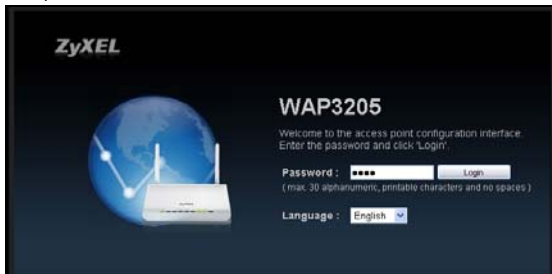 ZyXEL
WAP3205
Welcome to the access point configuration interface.
Enter the password and click 'Login'.
Password : •••• Login
( max. 30 alphanumeric, printable characters and no spaces )
Language : English